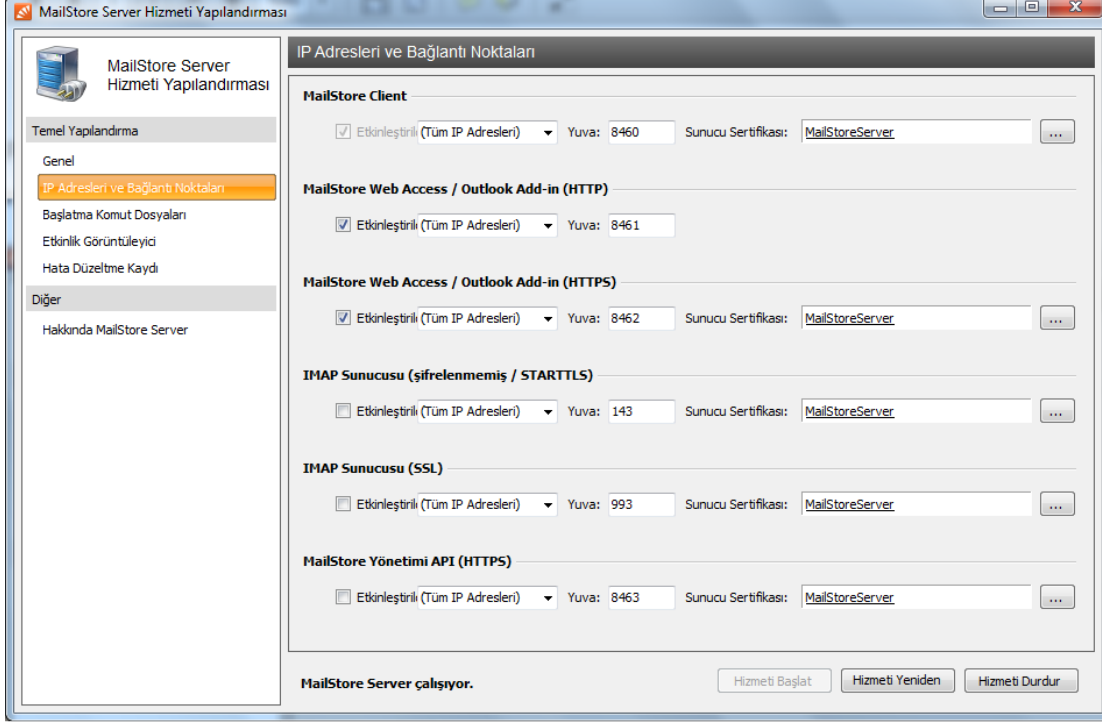 MailStore Server Hizmeti Yapılandırması
MailStore Server
Hizmeti Yapılandırması
Temel Yapılandırma
Genel
IP Adresleri ve Bağlantı Noktaları
Başlatma Komut Dosyaları
Etkinlik Görüntüleyici
Hata Düzeltme Kaydı
Diğer
Hakkında MailStore Server
IP Adresleri ve Bağlantı Noktaları
MailStore Client
Etkinleştiril (Tüm IP Adresleri) Yuva: 8460 Sunucu Sertifikası: MailStoreServer ...
MailStore Web Access / Outlook Add-in (HTTP)
Etkinleştiril (Tüm IP Adresleri) Yuva: 8461
MailStore Web Access / Outlook Add-in (HTTPS)
Etkinleştiril (Tüm IP Adresleri) Yuva: 8462 Sunucu Sertifikası: MailStoreServer ...
IMAP Sunucusu (şifrelenmemiş / STARTTLS)
Etkinleştiril (Tüm IP Adresleri) Yuva: 143 Sunucu Sertifikası: MailStoreServer ...
IMAP Sunucusu (SSL)
Etkinleştiril (Tüm IP Adresleri) Yuva: 993 Sunucu Sertifikası: MailStoreServer ...
MailStore Yönetimi API (HTTPS)
Etkinleştiril (Tüm IP Adresleri) Yuva: 8463 Sunucu Sertifikası: MailStoreServer ...
MailStore Server çalışıyor.
Hizmeti Başlat Hizmeti Yeniden Hizmeti Durdur